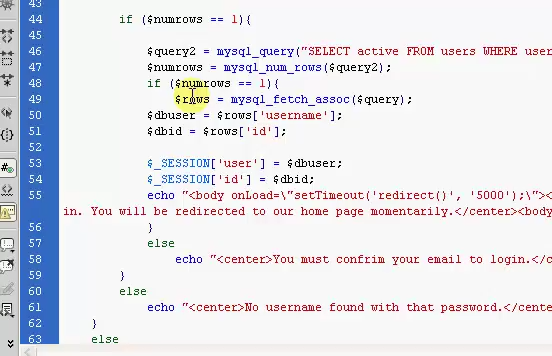 43
44 if ($numrows == 1){
45
46 $query2 = mysql_query("SELECT active FROM users WHERE user
47 $numrows = mysql_num_rows($query2);
48 if ($numrows == 1){
49 $rows = mysql_fetch_assoc($query);
50 $dbuser = $rows['username'];
51 $dbid = $rows['id'];
52
53 $_SESSION['user'] = $dbuser;
54 $_SESSION['id'] = $dbid;
55 echo "<body onLoad=\"setTimeout('redirect()', '5000');\">
in. You will be redirected to our home page momentarily.</center><body
56 }
57 else
58 echo "<center>You must confrim your email to login.</c
59 }
60 else
61 echo "<center>No username found with that password.</cen
62 }
63 else